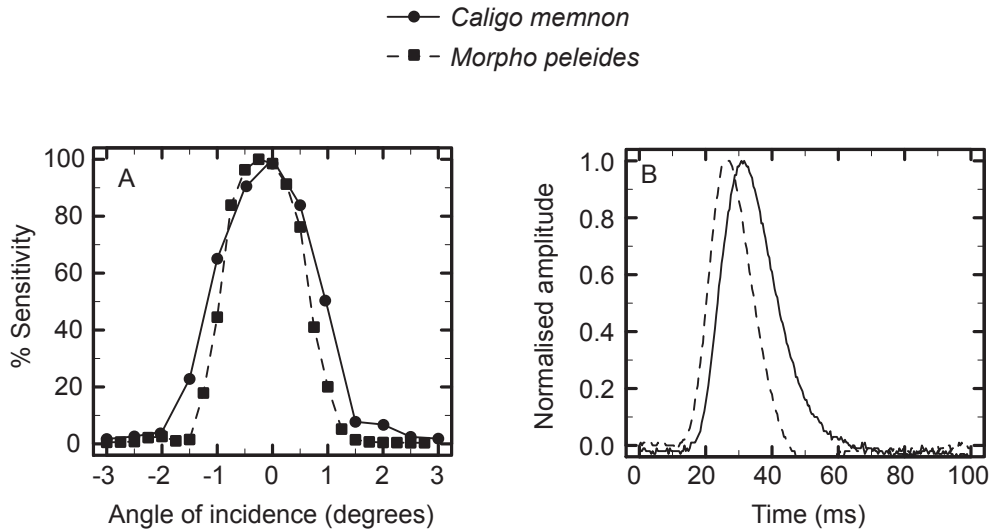 Caligo memnon
Morpho peleides
A
% Sensitivity
100
80
60
40
20
0
-3 -2 -1 0 1 2 3
Angle of incidence (degrees)
B
Normalised amplitude
1.0
0.8
0.6
0.4
0.2
0.0
0 20 40 60 80 100
Time (ms)